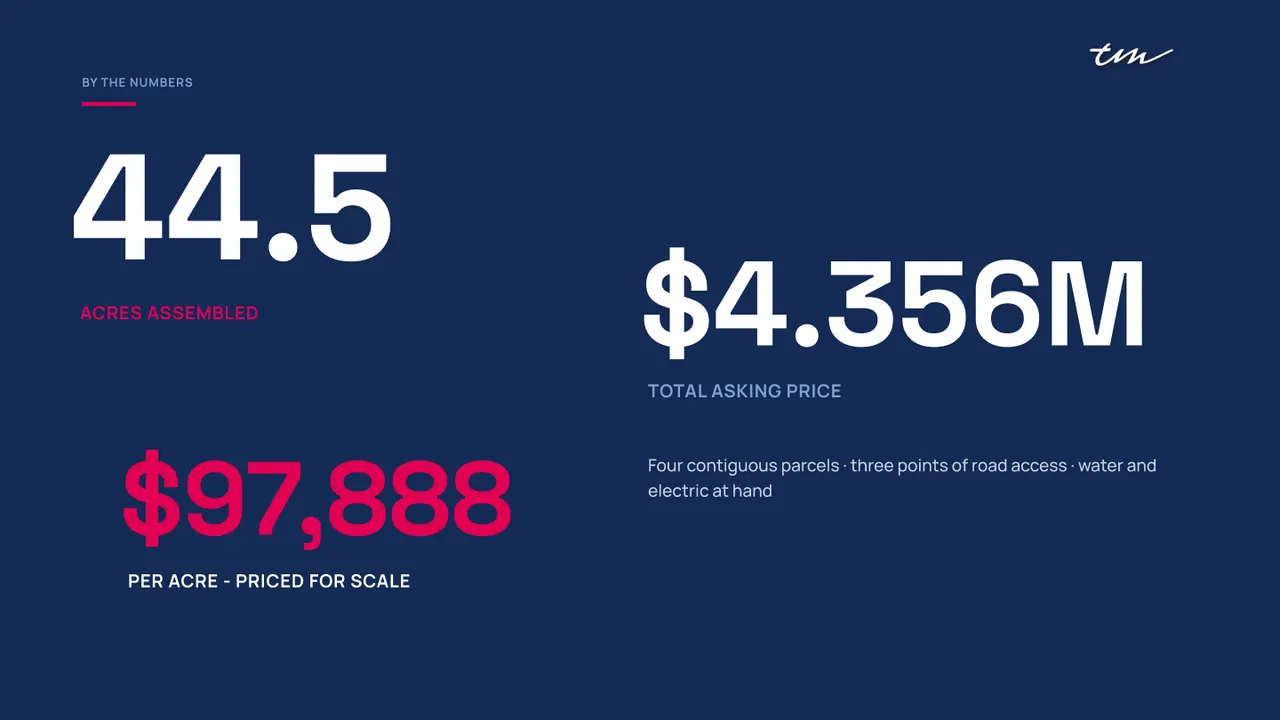 tm
BY THE NUMBERS
44.5
ACRES ASSEMBLED
$4.356M
TOTAL ASKING PRICE
Four contiguous parcels · three points of road access · water and
electric at hand
$97,888
PER ACRE - PRICED FOR SCALE